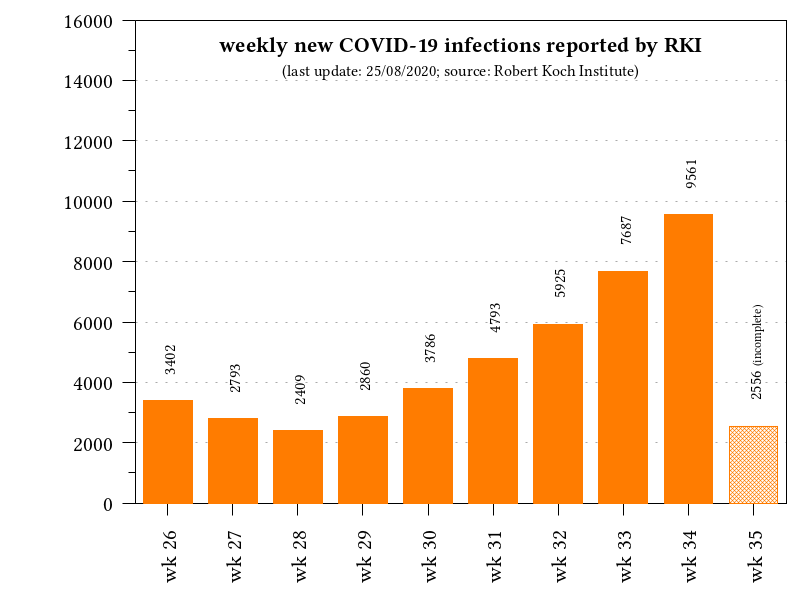 weekly new COVID-19 infections reported by RKI
(last update: 25/08/2020; source: Robert Koch Institute)
16000
14000
12000
10000
8000
6000
4000
2000
0
3402
2793
2409
2860
3786
4793
5925
7687
9561
2556 (incomplete)
wk 26
wk 27
wk 28
wk 29
wk 30
wk 31
wk 32
wk 33
wk 34
wk 35